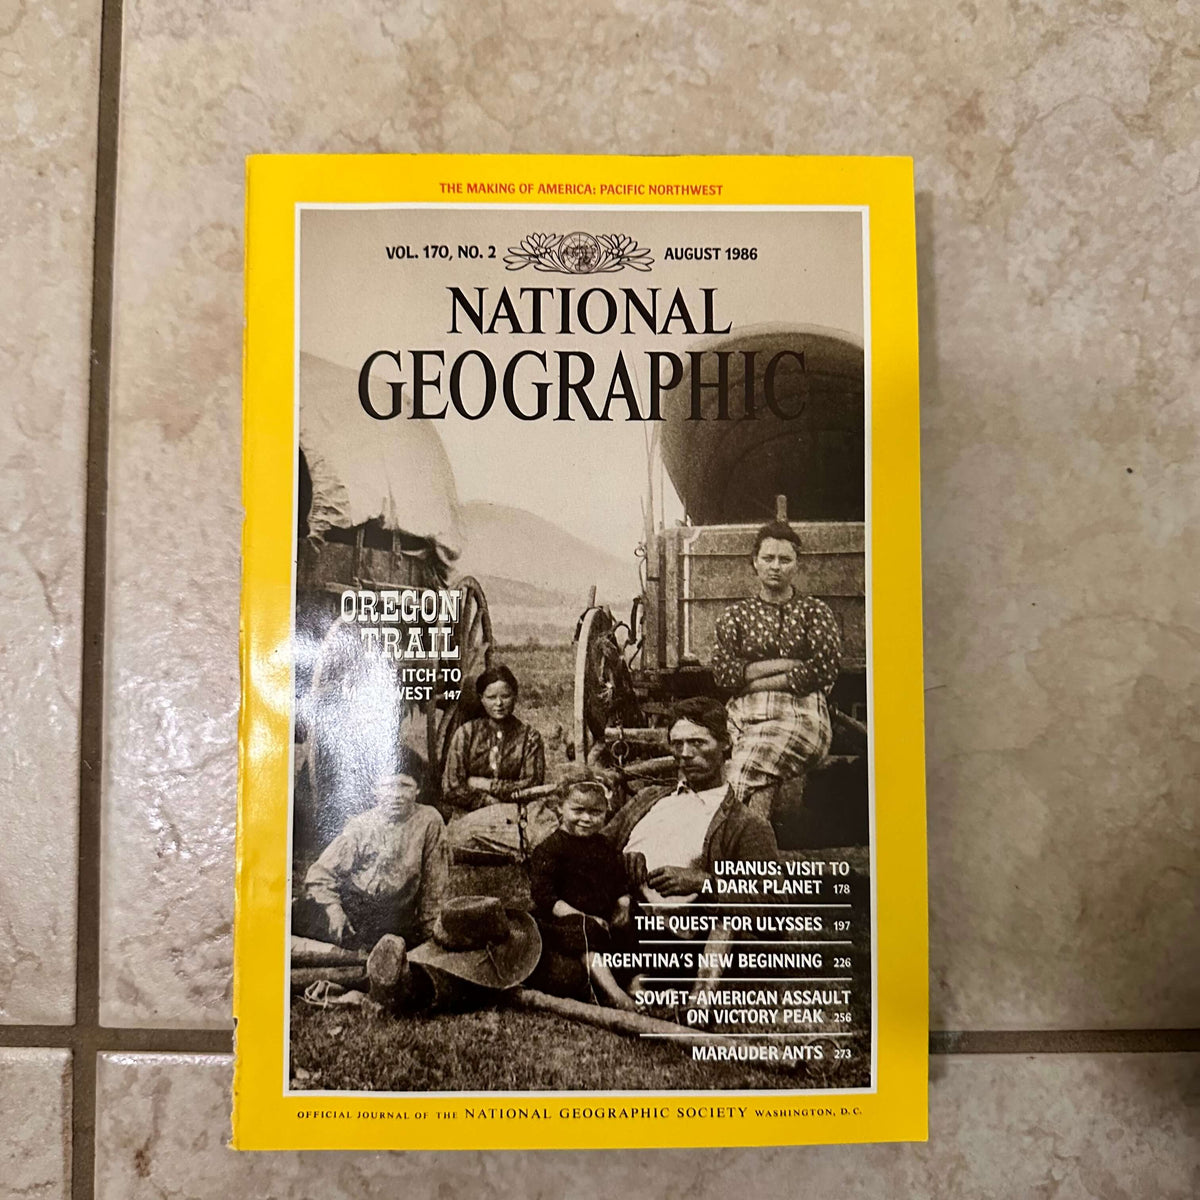 THE MAKING OF AMERICA: PACIFIC NORTHWEST
VOL. 170, NO. 2 AUGUST 1986
NATIONAL
GEOGRAPHIC
OREGON
TRAIL
ITCH TO
147
URANUS: VISIT TO
A DARK PLANET 178
THE QUEST FOR ULYSSES 197
ARGENTINA'S NEW BEGINNING 226
SOVIET-AMERICAN ASSAULT
ON VICTORY PEAK 256
MARAUDER ANTS 273
OFFICIAL JOURNAL OF THE NATIONAL GEOGRAPHIC SOCIETY WASHINGTON, D.C.